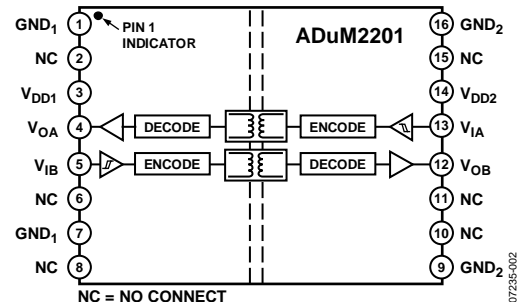 GND1 1 PIN 1 INDICATOR ADuM2201 16 GND2
NC 2 15 NC
VDD1 3 14 VDD2
VOA 4 DECODE ENCODE 13 VIA
VIB 5 ENCODE DECODE 12 VOB
NC 6 11 NC
GND1 7 10 NC
NC 8 9 GND2
NC = NO CONNECT
07235-002